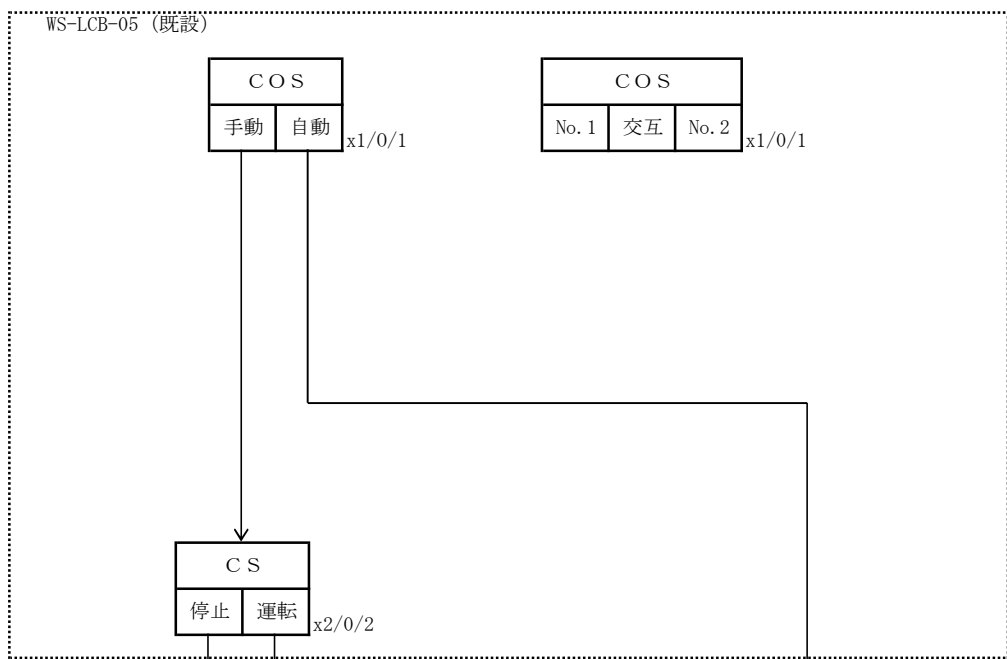 WS-LCB-05 (既設)
ＣＯＳ
手動 自動 x1/0/1
ＣＯＳ
No.1 交互 No.2 x1/0/1
ＣＳ
停止 運転 x2/0/2